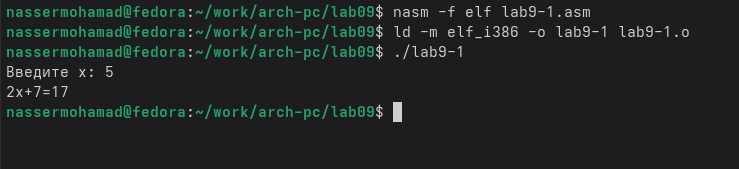 nassermohamad@fedora:~/work/arch-pc/lab09$ nasm -f elf lab9-1.asm
nassermohamad@fedora:~/work/arch-pc/lab09$ ld -m elf_i386 -o lab9-1 lab9-1.o
nassermohamad@fedora:~/work/arch-pc/lab09$ ./lab9-1
Введите x: 5
2x+7=17
nassermohamad@fedora:~/work/arch-pc/lab09$